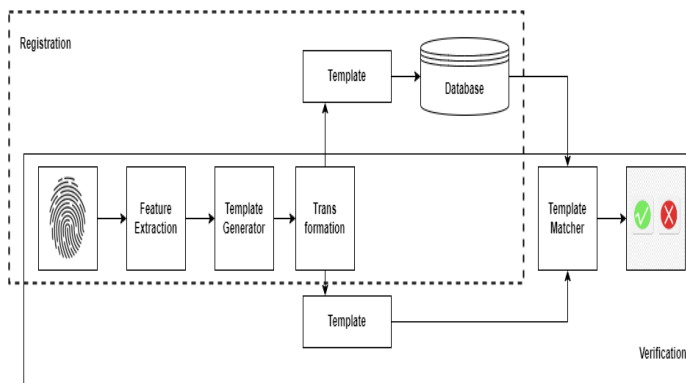 Registration
Template
Database
Feature
Extraction
Template
Generator
Trans
formation
Template
Matcher
Template
Verification